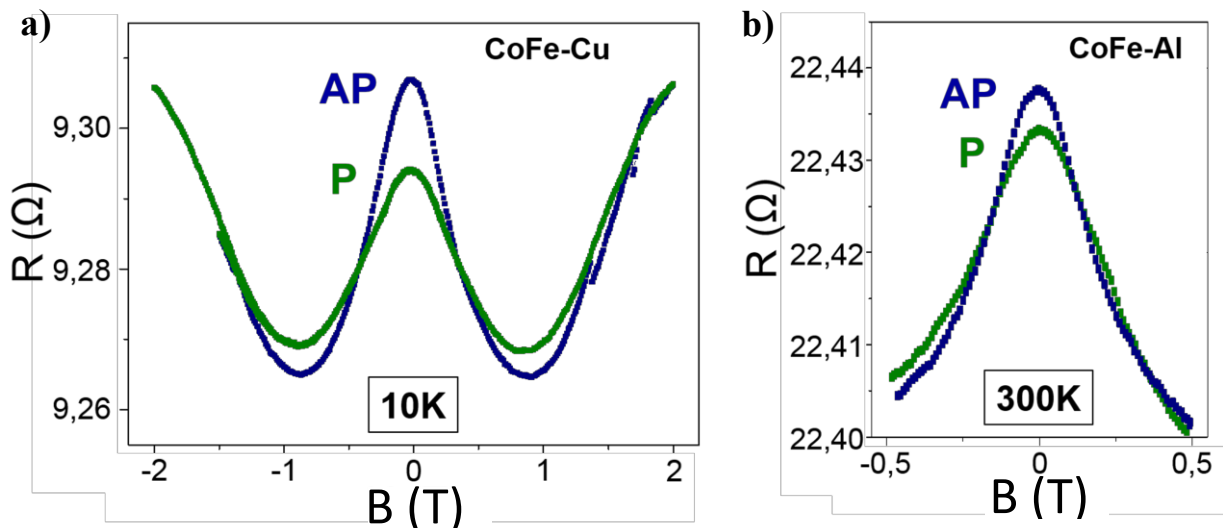 a)
CoFe-Cu
AP
P
10K
R (Ω)
9,30
9,28
9,26
-2
-1
0
1
2
B (T)
b)
CoFe-Al
AP
P
300K
R (Ω)
22,44
22,43
22,42
22,41
22,40
-0,5
0
0,5
B (T)